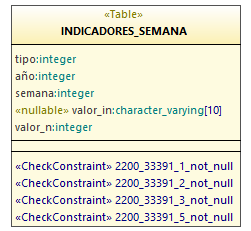 «Table»
INDICADORES_SEMANA
tipo:integer
año:integer
semana:integer
«nullable» valor_in:character_varying[10]
valor_n:integer
«CheckConstraint» 2200_33391_1_not_null
«CheckConstraint» 2200_33391_2_not_null
«CheckConstraint» 2200_33391_3_not_null
«CheckConstraint» 2200_33391_5_not_null